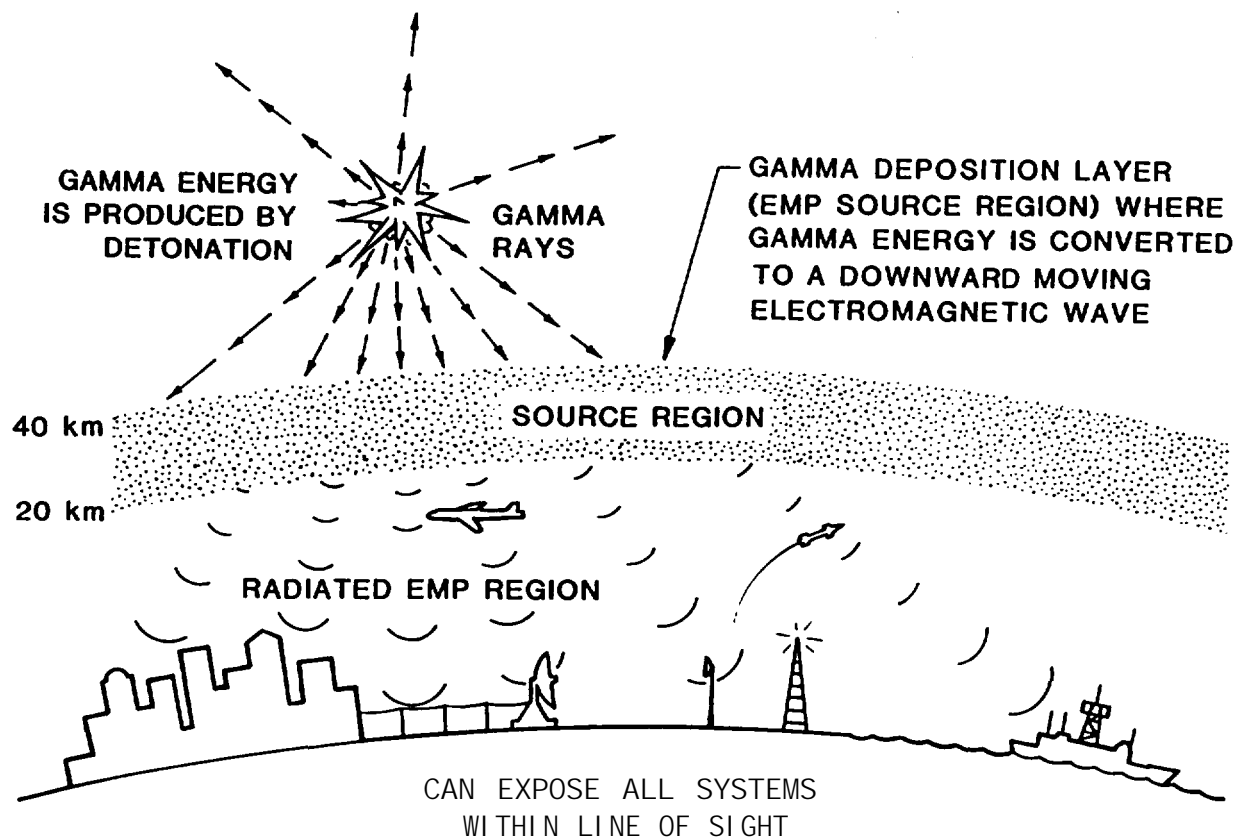 GAMMA ENERGY
IS PRODUCED BY
DETONATION
GAMMA
RAYS
GAMMA DEPOSITION LAYER
(EMP SOURCE REGION) WHERE
GAMMA ENERGY IS CONVERTED
TO A DOWNWARD MOVING
ELECTROMAGNETIC WAVE
40 km
SOURCE REGION
20 km
RADIATED EMP REGION
CAN EXPOSE ALL SYSTEMS
WITHIN LINE OF SIGHT